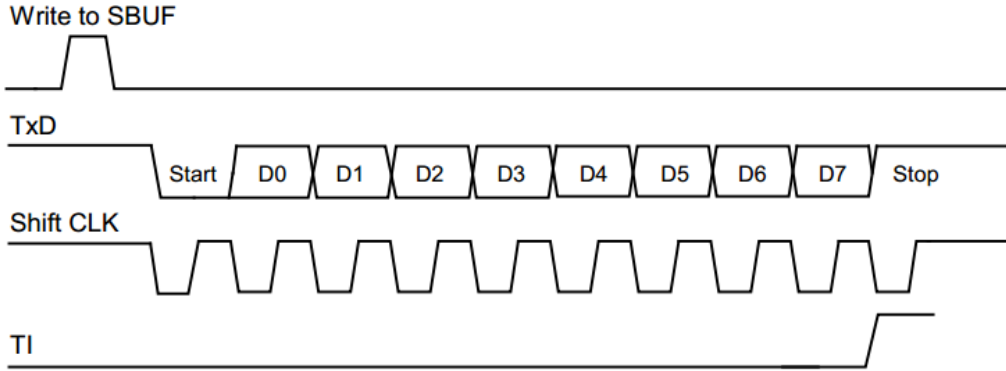 Write to SBUF
TxD
Start D0 D1 D2 D3 D4 D5 D6 D7 Stop
Shift CLK
TI